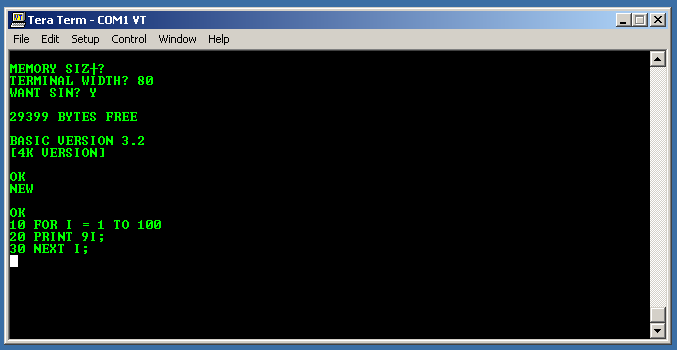 Tera Term - COM1 VT
File Edit Setup Control Window Help
MEMORY SIZ?
TERMINAL WIDTH? 80
WANT SIN? Y
29399 BYTES FREE
BASIC VERSION 3.2
[4K VERSION]
OK
NEW
OK
10 FOR I = 1 TO 100
20 PRINT 9I;
30 NEXT I;